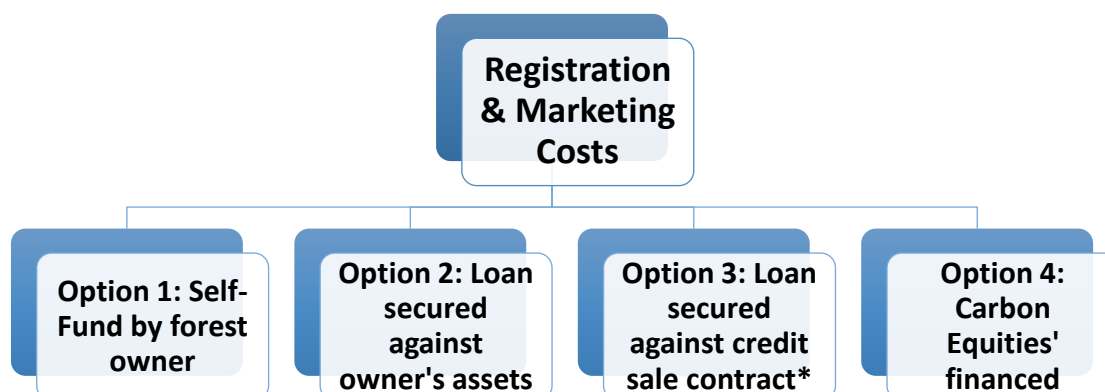 Registration
& Marketing
Costs
Option 1: Self-
Fund by forest
owner
Option 2: Loan
secured
against
owner's assets
Option 3: Loan
secured
against credit
sale contract*
Option 4:
Carbon
Equities'
financed